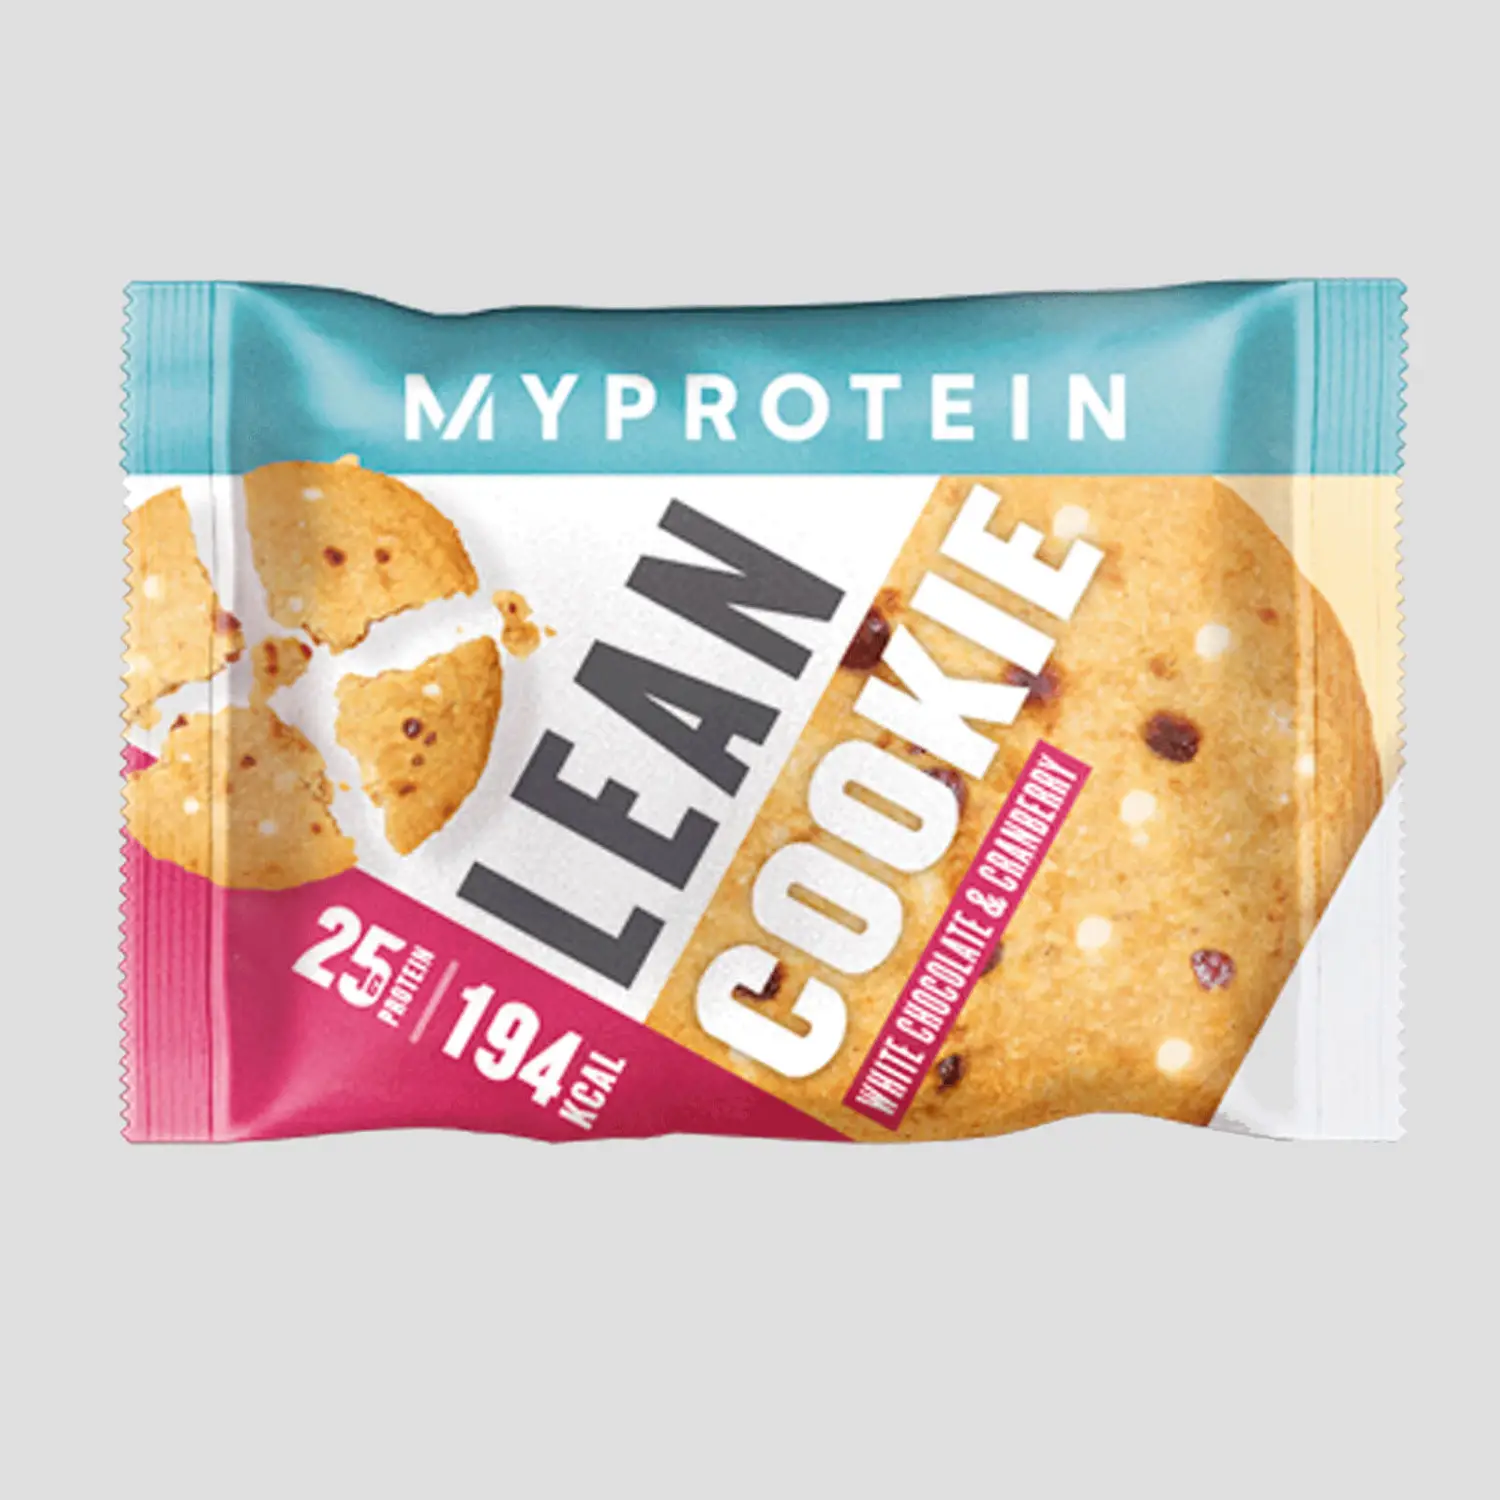 MYPROTEIN
LEAN
COOKIE
WHITE CHOCOLATE & CRANBERRY
25g PROTEIN
194 KCAL